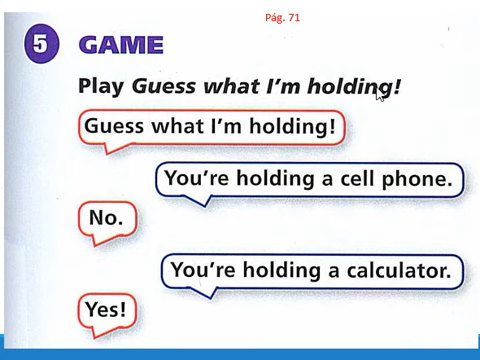 Pág. 71
5 GAME
Play Guess what I'm holding!
Guess what I'm holding!
You're holding a cell phone.
No.
You're holding a calculator.
Yes!